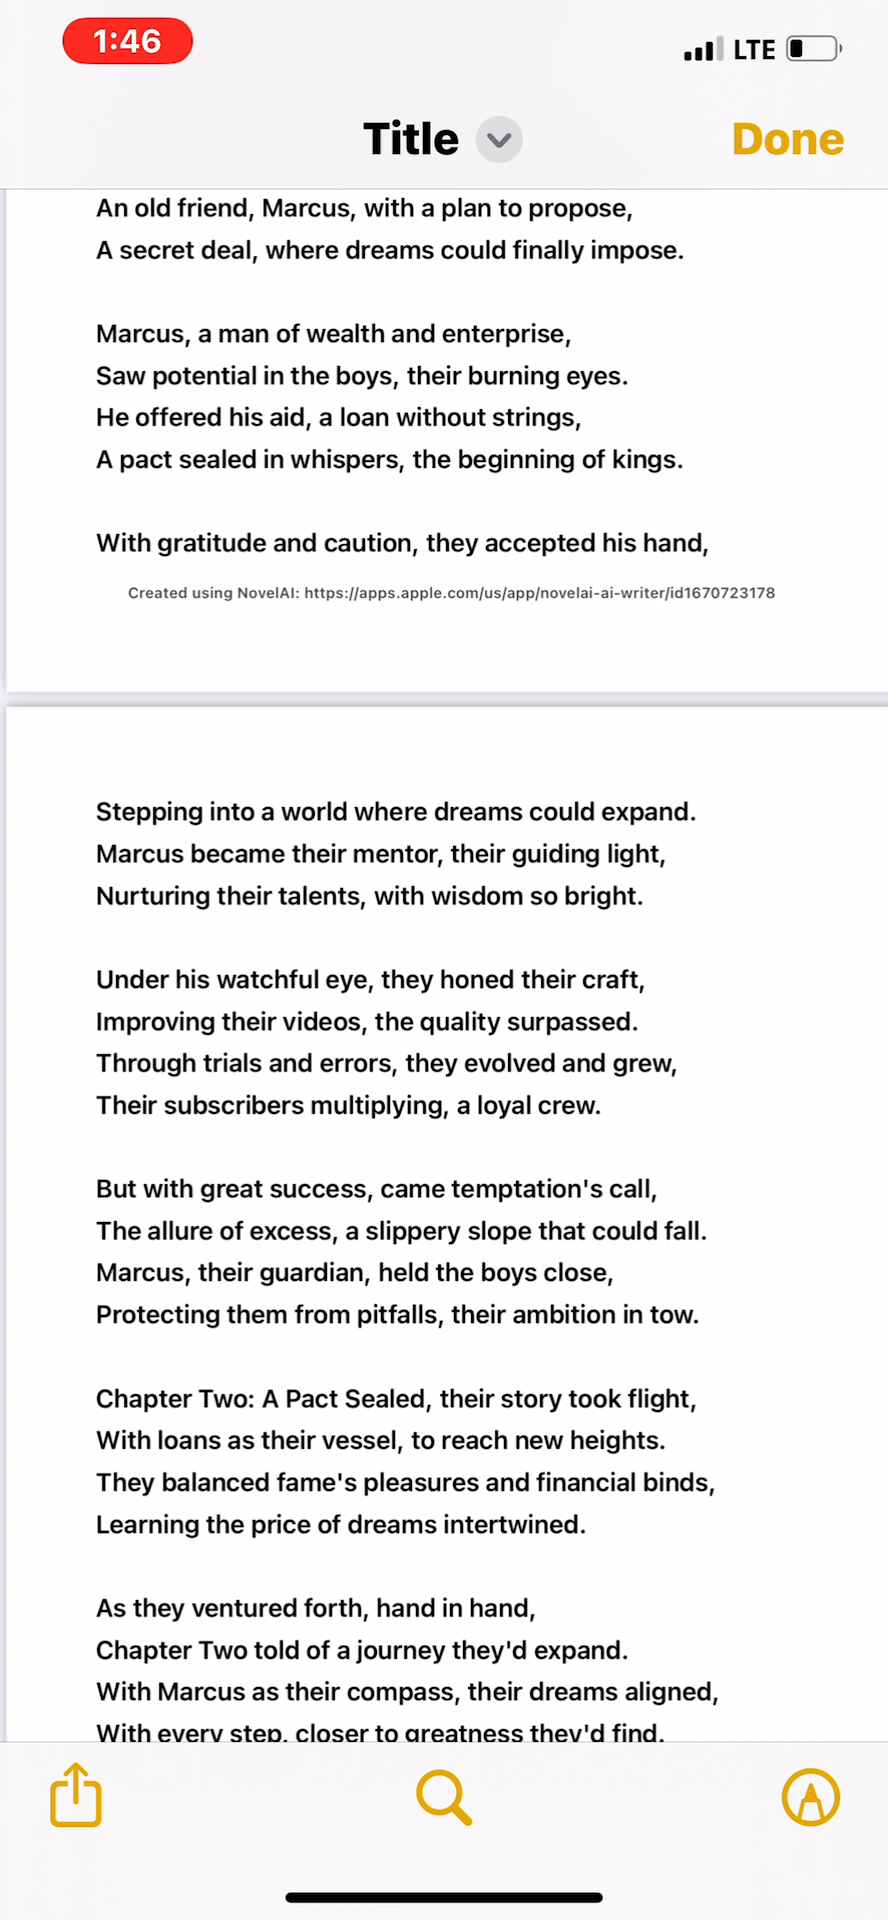 1:46
LTE
Title
Done
An old friend, Marcus, with a plan to propose,
A secret deal, where dreams could finally impose.
Marcus, a man of wealth and enterprise,
Saw potential in the boys, their burning eyes.
He offered his aid, a loan without strings,
A pact sealed in whispers, the beginning of kings.
With gratitude and caution, they accepted his hand,
Created using NovelAI: https://apps.apple.com/us/app/novelai-ai-writer/id1670723178
Stepping into a world where dreams could expand.
Marcus became their mentor, their guiding light,
Nurturing their talents, with wisdom so bright.
Under his watchful eye, they honed their craft,
Improving their videos, the quality surpassed.
Through trials and errors, they evolved and grew,
Their subscribers multiplying, a loyal crew.
But with great success, came temptation's call,
The allure of excess, a slippery slope that could fall.
Marcus, their guardian, held the boys close,
Protecting them from pitfalls, their ambition in tow.
Chapter Two: A Pact Sealed, their story took flight,
With loans as their vessel, to reach new heights.
They balanced fame's pleasures and financial binds,
Learning the price of dreams intertwined.
As they ventured forth, hand in hand,
Chapter Two told of a journey they'd expand.
With Marcus as their compass, their dreams aligned,
With every step, closer to greatness they'd find.